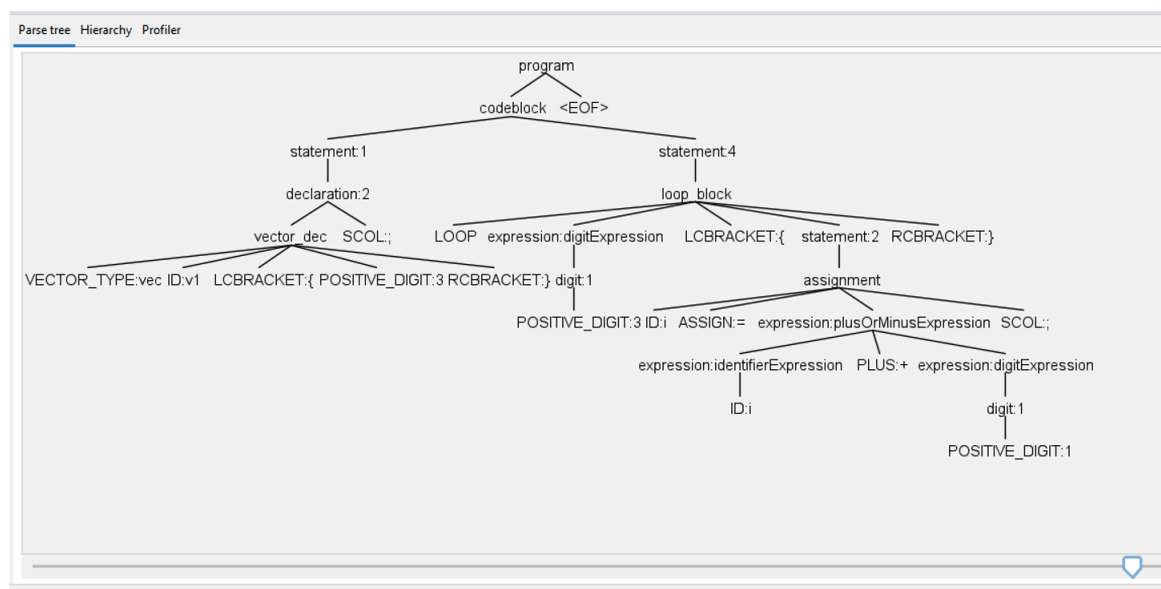 Parse tree Hierarchy Profiler
program
codeblock <EOF>
statement:1 statement:4
declaration:2 loop_block
vector_dec SCOL:; LOOP expression:digitExpression LCBRACKET:{ statement:2 RCBRACKET:}
VECTOR_TYPE:vec ID:v1 LCBRACKET:{ POSITIVE_DIGIT:3 RCBRACKET:} digit:1 assignment
POSITIVE_DIGIT:3 ID:i ASSIGN:= expression:plusOrMinusExpression SCOL:;
expression:identifierExpression PLUS:+ expression:digitExpression
ID:i digit:1
POSITIVE_DIGIT:1